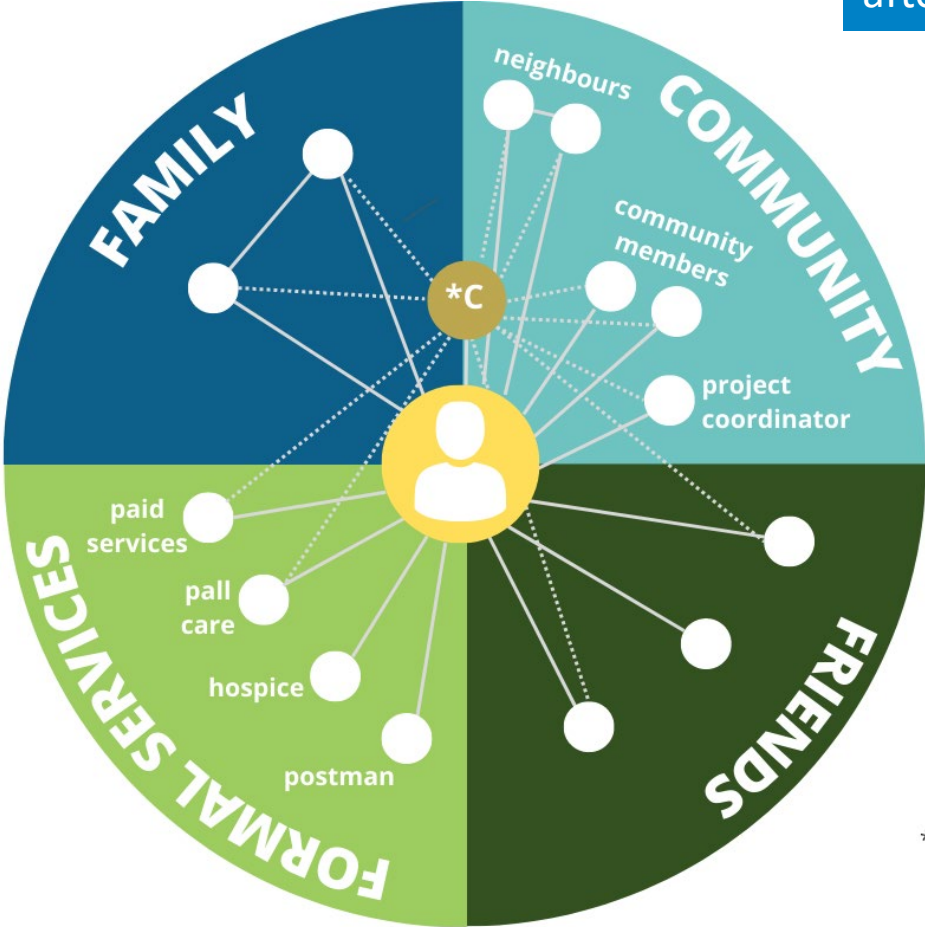 FAMILY
COMMUNITY
neighbours
community
members
*C
project
coordinator
paid
services
pall
care
hospice
postman
FORMAL SERVICES
FRIENDS
*